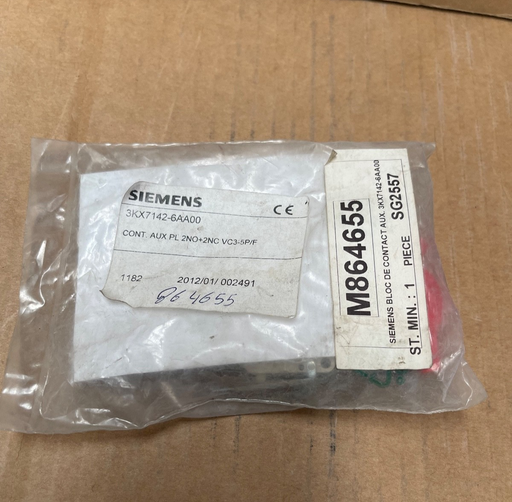 SIEMENS
3KX7142-6AA00
CE
CONT. AUX PL 2NO+2NC VC3-5P/F
1182 2012/01/ 002491
864655
M864655
SIEMENS BLOC DE CONTACT AUX. 3KX7142-6AA00
SG2557
ST. MIN. : 1 PIECE